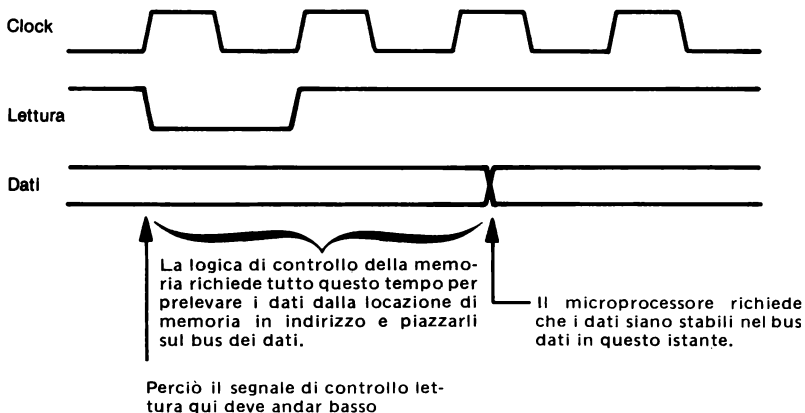 Clock
Lettura
Dati
La logica di controllo della memo-
ria richiede tutto questo tempo per
prelevare i dati dalla locazione di
memoria in indirizzo e piazzarli
sul bus dei dati.
Il microprocessore richiede
che i dati siano stabili nel bus
dati in questo istante.
Perciò il segnale di controllo let-
tura qui deve andar basso